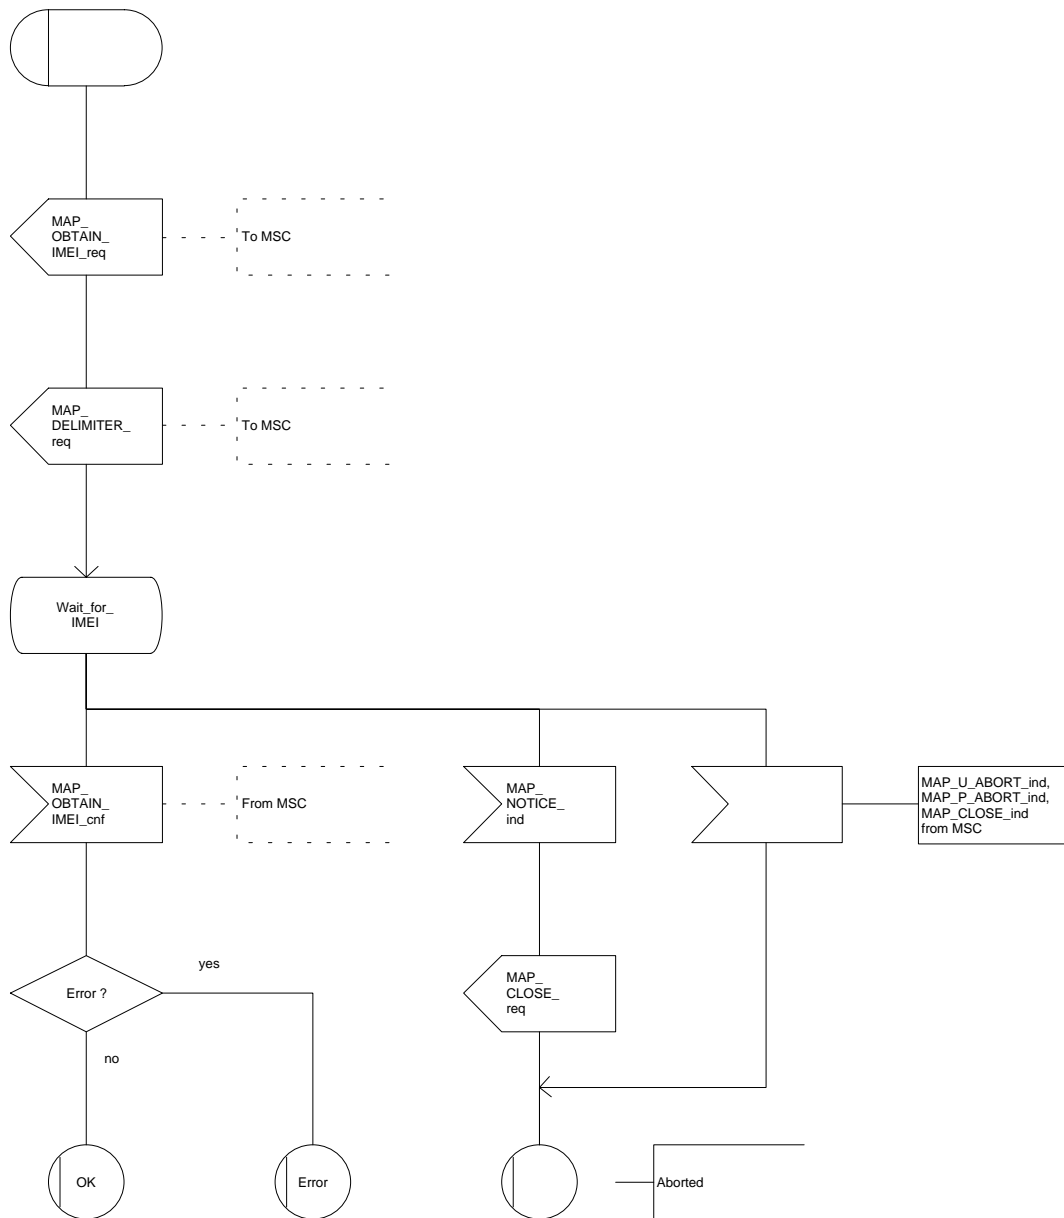 MAP_
OBTAIN_
IMEI_req
To MSC
MAP_
DELIMITER_
req
To MSC
Wait_for_
IMEI
MAP_
OBTAIN_
IMEI_cnf
From MSC
MAP_
NOTICE_
ind
MAP_U_ABORT_ind,
MAP_P_ABORT_ind,
MAP_CLOSE_ind
from MSC
Error ?
yes
no
MAP_
CLOSE_
req
OK
Error
Aborted